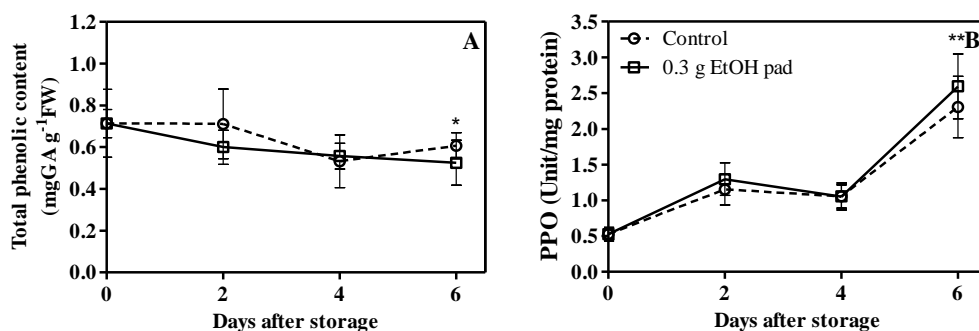 Total phenolic content
(mgGA g⁻¹FW)
1.2
1.0
0.8
0.6
0.4
0.2
0.0
A
*
0
2
4
6
Days after storage
PPO (Unit/mg protein)
3.5
3.0
2.5
2.0
1.5
1.0
0.5
0.0
Control
0.3 g EtOH pad
**B
0
2
4
6
Days after storage